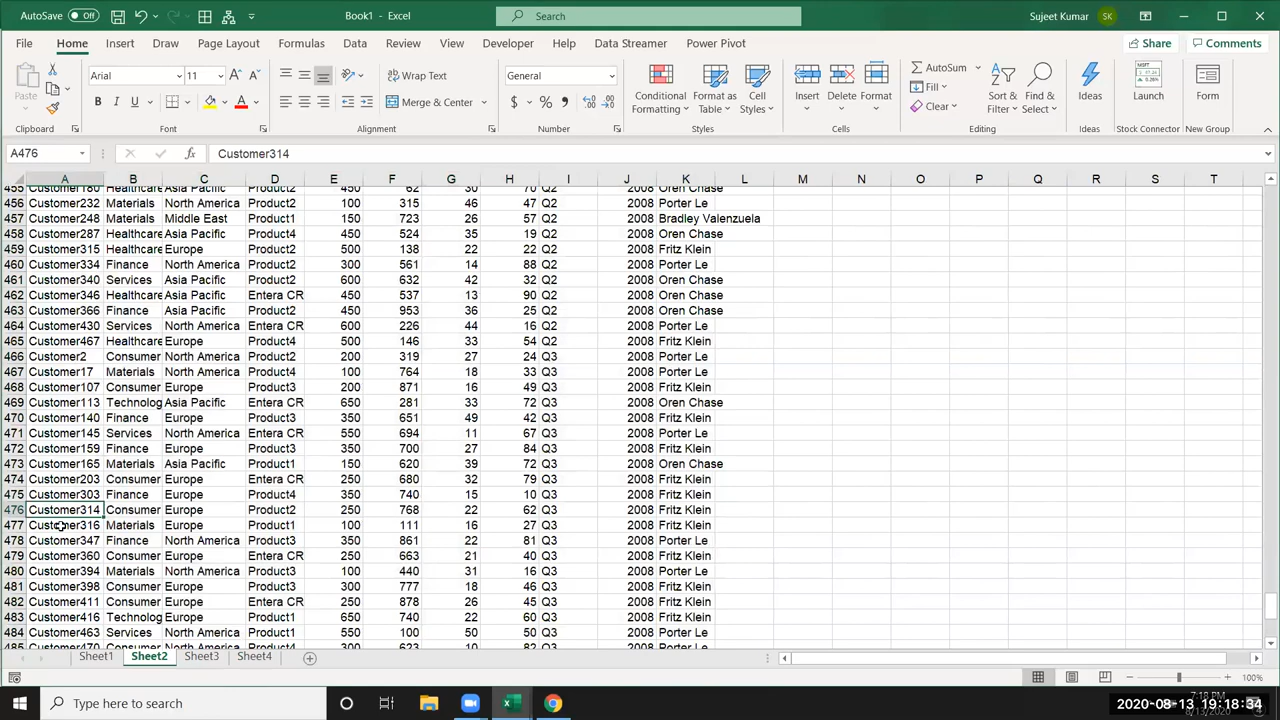 AutoSave Off Book1 - Excel Search Sujeet Kumar SK
File Home Insert Draw Page Layout Formulas Data Review View Developer Help Data Streamer Power Pivot Share Comments
Paste Arial 11 Wrap Text General Conditional Formatting Format as Table Cell Styles Insert Delete Format AutoSum Sort & Filter Find & Select Ideas Launch Form
B I U A Merge & Center $ % Fill Clear
Clipboard Font Alignment Number Styles Cells Editing Ideas Stock Connector New Group
A476 fx Customer314
A B C D E F G H I J K L M N O P Q R S T
455 Customer180 Healthcare Asia Pacific Product2 450 62 30 70 Q2 2008 Oren Chase
456 Customer232 Materials North America Product2 100 315 46 47 Q2 2008 Porter Le
457 Customer248 Materials Middle East Product1 150 723 26 57 Q2 2008 Bradley Valenzuela
458 Customer287 Healthcare Asia Pacific Product4 450 524 35 19 Q2 2008 Oren Chase
459 Customer315 Healthcare Europe Product2 500 138 22 22 Q2 2008 Fritz Klein
460 Customer334 Finance North America Product2 300 561 14 88 Q2 2008 Porter Le
461 Customer340 Services Asia Pacific Product2 600 632 42 32 Q2 2008 Oren Chase
462 Customer346 Healthcare Asia Pacific Entera CR 450 537 13 90 Q2 2008 Oren Chase
463 Customer366 Finance Asia Pacific Product2 450 953 36 25 Q2 2008 Oren Chase
464 Customer430 Services North America Entera CR 600 226 44 16 Q2 2008 Porter Le
465 Customer467 Healthcare Europe Product4 500 146 33 54 Q2 2008 Fritz Klein
466 Customer2 Consumer North America Product2 200 319 27 24 Q3 2008 Porter Le
467 Customer17 Materials North America Product4 100 764 18 33 Q3 2008 Porter Le
468 Customer107 Consumer Europe Product3 200 871 16 49 Q3 2008 Fritz Klein
469 Customer113 Technolog Asia Pacific Entera CR 650 281 33 72 Q3 2008 Oren Chase
470 Customer140 Finance Europe Product3 350 651 49 42 Q3 2008 Fritz Klein
471 Customer145 Services North America Entera CR 550 694 11 67 Q3 2008 Porter Le
472 Customer159 Finance Europe Product3 350 700 27 84 Q3 2008 Fritz Klein
473 Customer165 Materials Asia Pacific Product1 150 620 39 72 Q3 2008 Oren Chase
474 Customer203 Consumer Europe Entera CR 250 680 32 79 Q3 2008 Fritz Klein
475 Customer303 Finance Europe Product4 350 740 15 10 Q3 2008 Fritz Klein
476 Customer314 Consumer Europe Product2 250 768 22 62 Q3 2008 Fritz Klein
477 Customer316 Materials Europe Product1 100 111 16 27 Q3 2008 Fritz Klein
478 Customer347 Finance North America Product3 350 861 22 81 Q3 2008 Porter Le
479 Customer360 Consumer Europe Entera CR 250 663 21 40 Q3 2008 Fritz Klein
480 Customer394 Materials North America Product3 100 440 31 16 Q3 2008 Porter Le
481 Customer398 Consumer Europe Product3 300 777 18 46 Q3 2008 Fritz Klein
482 Customer411 Consumer Europe Entera CR 250 878 26 45 Q3 2008 Fritz Klein
483 Customer416 Technolog Europe Product1 650 740 22 60 Q3 2008 Fritz Klein
484 Customer463 Services North America Product1 550 100 50 50 Q3 2008 Porter Le
485 Customer470 Consumer North America Product4 300 623 10 82 Q3 2008 Porter Le
Sheet1 Sheet2 Sheet3 Sheet4
100%
Type here to search 7:18 PM 8/13/2020 2020-08-13 19:18:34